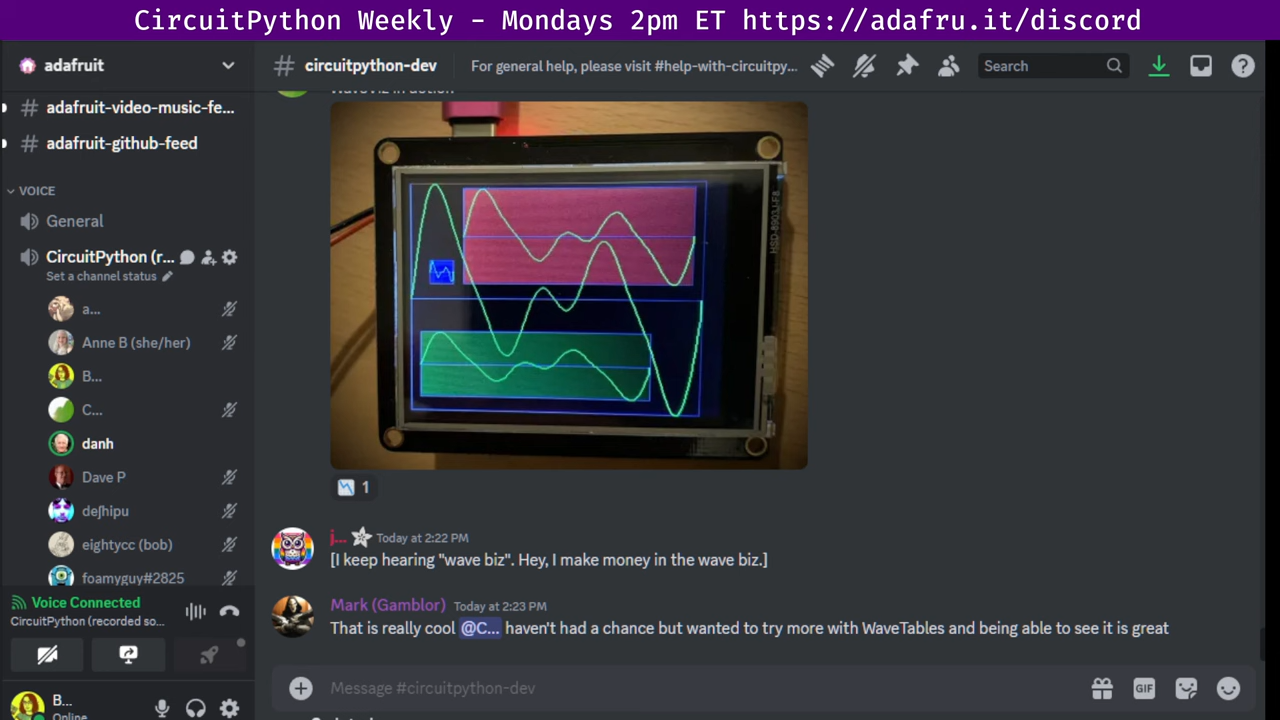 CircuitPython Weekly - Mondays 2pm ET https://adafru.it/discord
adafruit
circuitpython-dev
For general help, please visit #help-with-circuitpy...
Search
adafruit-video-music-fe...
adafruit-github-feed
VOICE
General
CircuitPython (r...
Set a channel status
a...
Anne B (she/her)
B...
C...
danh
Dave P
deʃhipu
eightycc (bob)
foamyguy#2825
Voice Connected
CircuitPython (recorded so...
B...
Online
in action
1
j... Today at 2:22 PM
[I keep hearing "wave biz". Hey, I make money in the wave biz.]
Mark (Gamblor) Today at 2:23 PM
That is really cool @C... haven't had a chance but wanted to try more with WaveTables and being able to see it is great
Message #circuitpython-dev
GIF